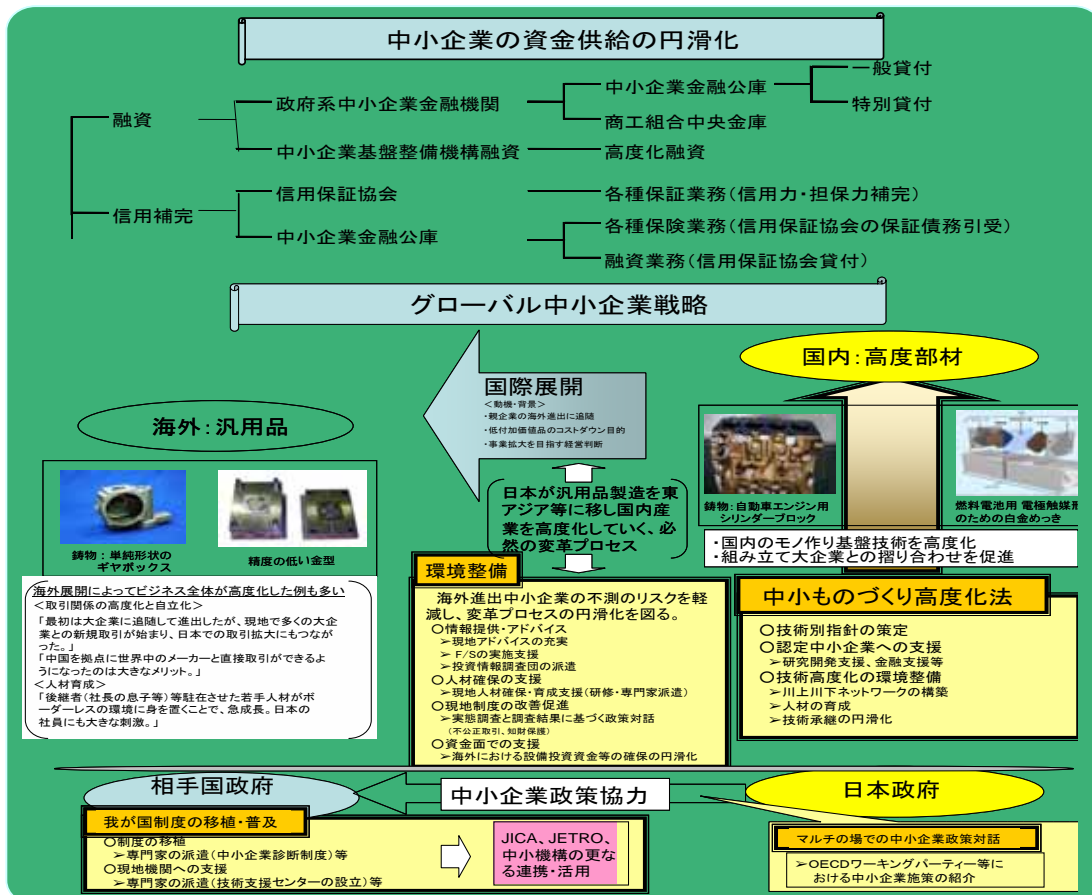 中小企業の資金供給の円滑化
融資
政府系中小企業金融機関
中小企業金融公庫
一般貸付
特別貸付
商工組合中央金庫
中小企業基盤整備機構融資
高度化融資
信用補完
信用保証協会
各種保証業務(信用力・担保力補完)
中小企業金融公庫
各種保険業務(信用保証協会の保証債務引受)
融資業務(信用保証協会貸付)
グローバル中小企業戦略
国内:高度部材
国際展開
<動機・背景>
・親企業の海外進出に追随
・低付加価値品のコストダウン目的
・事業拡大を目指す経営判断
海外:汎用品
鋳物:単純形状の
ギヤボックス
精度の低い金型
日本が汎用品製造を東
アジア等に移し国内産
業を高度化していく、必
然の変革プロセス
鋳物:自動車エンジン用
シリンダーブロック
燃料電池用 電極触媒形
のための白金めっき
・国内のモノ作り基盤技術を高度化
・組み立て大企業との摺り合わせを促進
海外展開によってビジネス全体が高度化した例も多い
<取引関係の高度化と自立化>
「最初は大企業に追随して進出したが、現地で多くの大企
業との新規取引が始まり、日本での取引拡大にもつなが
った。」
「中国を拠点に世界中のメーカーと直接取引ができるよ
うになったのは大きなメリット。」
<人材育成>
「後継者(社長の息子等)等駐在させた若手人材がボ
ーダーレスの環境に身を置くことで、急成長。日本の
社員にも大きな刺激。」
環境整備
海外進出中小企業の不測のリスクを軽
減し、変革プロセスの円滑化を図る。
○情報提供・アドバイス
➢現地アドバイスの充実
➢F/Sの実施支援
➢投資情報調査団の派遣
○人材確保の支援
➢現地人材確保・育成支援(研修・専門家派遣)
○現地制度の改善促進
➢実態調査と調査結果に基づく政策対話
(不公正取引、知財保護)
○資金面での支援
➢海外における設備投資資金等の確保の円滑化
中小ものづくり高度化法
○技術別指針の策定
○認定中小企業への支援
➢研究開発支援、金融支援等
○技術高度化の環境整備
➢川上川下ネットワークの構築
➢人材の育成
➢技術承継の円滑化
相手国政府
中小企業政策協力
日本政府
我が国制度の移植・普及
○制度の移植
➢専門家の派遣(中小企業診断制度)等
○現地機関への支援
➢専門家の派遣(技術支援センターの設立)等
JICA、JETRO、
中小機構の更な
る連携・活用
マルチの場での中小企業政策対話
➢OECDワーキングパーティー等に
おける中小企業施策の紹介